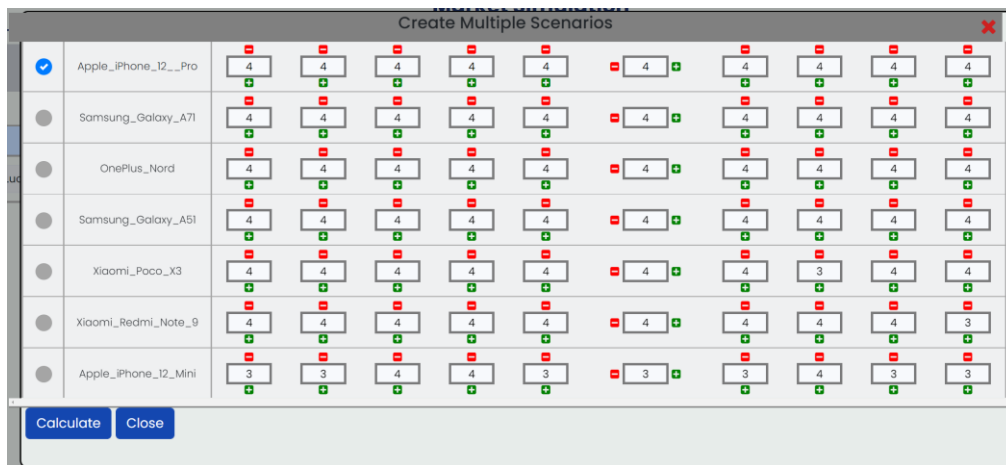 Market Simulation
Create Multiple Scenarios
Apple_iPhone_12__Pro 4 4 4 4 4 4 4 4 4 4
Samsung_Galaxy_A71 4 4 4 4 4 4 4 4 4 4
OnePlus_Nord 4 4 4 4 4 4 4 4 4 4
Samsung_Galaxy_A51 4 4 4 4 4 4 4 4 4 4
Xiaomi_Poco_X3 4 4 4 4 4 4 4 3 4 4
Xiaomi_Redmi_Note_9 4 4 4 4 4 4 4 4 4 3
Apple_iPhone_12_Mini 3 3 4 4 3 3 3 4 3 3
Calculate Close